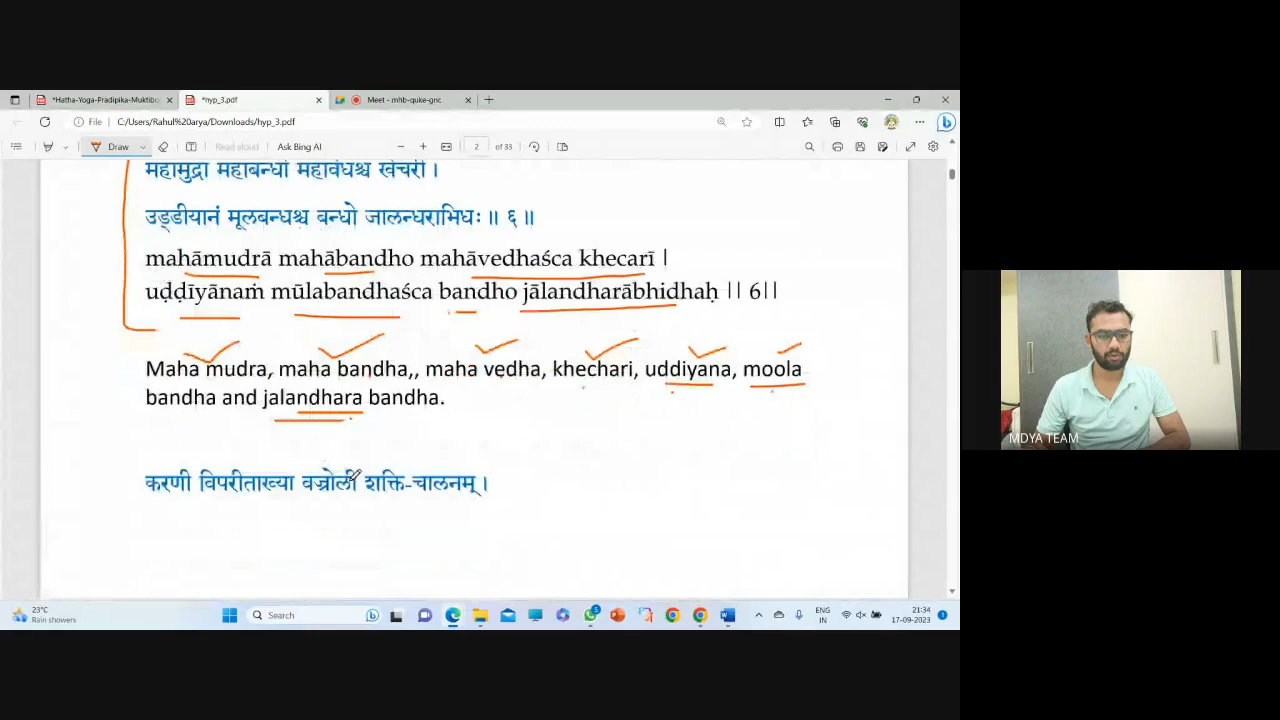 *Hatha-Yoga-Pradipika-Muktibo
*hyp_3.pdf
Meet - mhb-quke-gnc
File
C:/Users/Rahul%20arya/Downloads/hyp_3.pdf
Draw
Read aloud
Ask Bing AI
2
of 33
महामुद्रा महाबन्धो महावेधश्च खेचरी ।
उड्डीयानं मूलबन्धश्च बन्धो जालन्धराभिधः ॥ ६ ॥
mahāmudrā mahābandho mahāvedhaśca khecarī |
uḍḍīyānaṁ mūlabandhaśca bandho jālandharābhidhaḥ || 6||
Maha mudra, maha bandha,, maha vedha, khechari, uddiyana, moola
bandha and jalandhara bandha.
करणी विपरीताख्या वज्रोली शक्ति-चालनम् ।
MDYA TEAM
23°C
Rain showers
Search
5
ENG
IN
21:34
17-09-2023
1